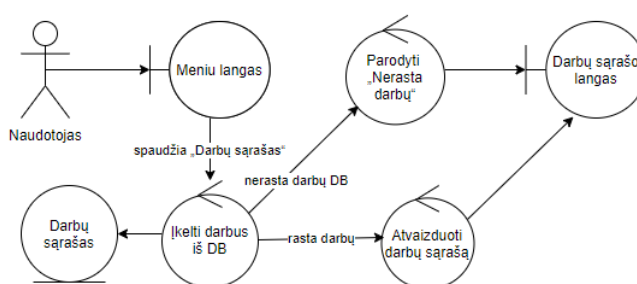 Naudotojas
Meniu langas
Parodyti
„Nerasta
darbų“
Darbų sąrašo
langas
spaudžia „Darbų sąrašas“
nerasta darbų DB
Darbų
sąrašas
Įkelti darbus
iš DB
rasta darbų
Atvaizduoti
darbų sąrašą